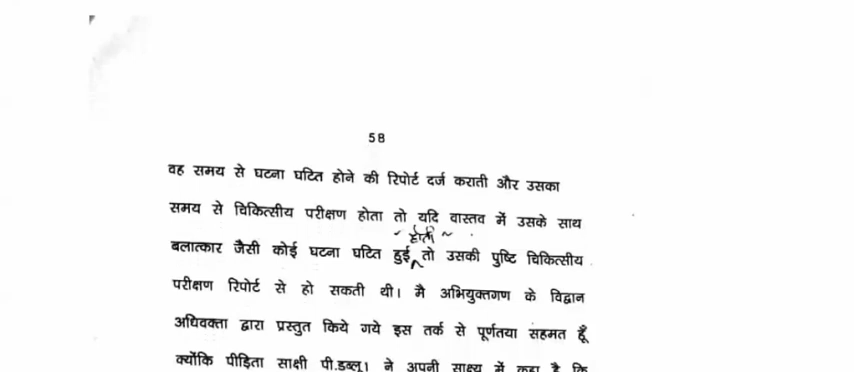 58
वह समय से घटना घटित होने की रिपोर्ट दर्ज कराती और उसका
समय से चिकित्सीय परीक्षण होता तो यदि वास्तव में उसके साथ
होती
बलात्कार जैसी कोई घटना घटित हुई तो उसकी पुष्टि चिकित्सीय
परीक्षण रिपोर्ट से हो सकती थी। मै अभियुक्तगण के विद्वान
अधिवक्ता द्वारा प्रस्तुत किये गये इस तर्क से पूर्णतया सहमत हूँ
क्योंकि पीड़िता साक्षी पी.डब्लू। ने अपनी साक्ष्य में कहा है कि